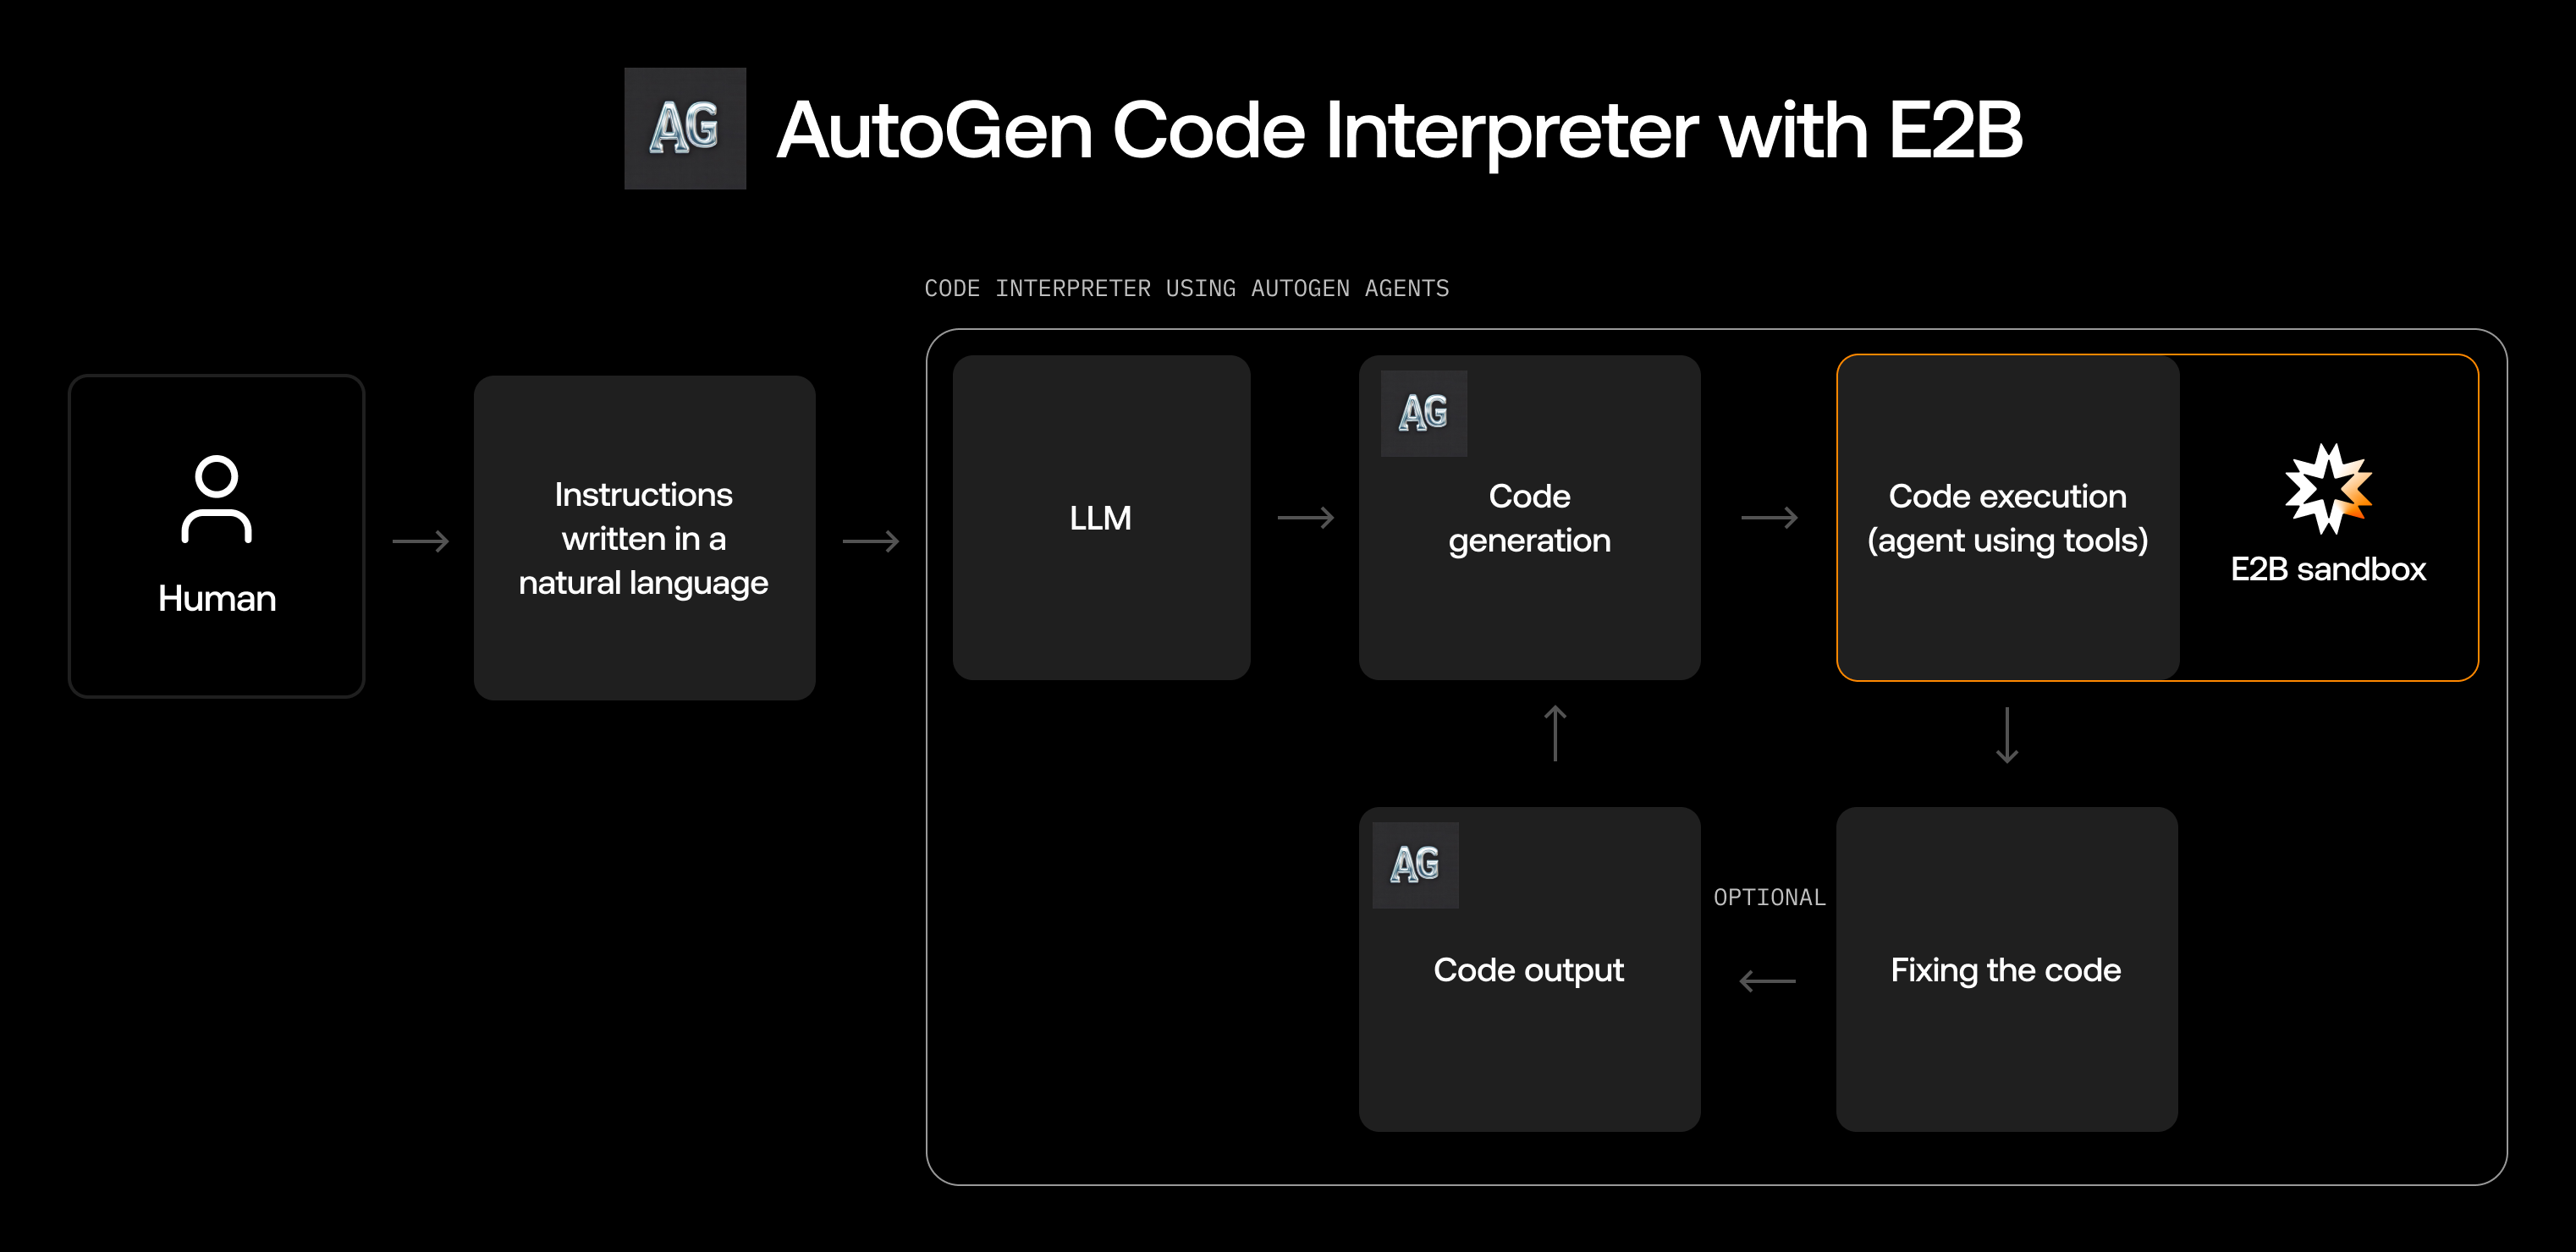 AG AutoGen Code Interpreter with E2B
CODE INTERPRETER USING AUTOGEN AGENTS
Human
Instructions
written in a
natural language
LLM
AG
Code
generation
Code execution
(agent using tools)
E2B sandbox
AG
Code output
OPTIONAL
Fixing the code